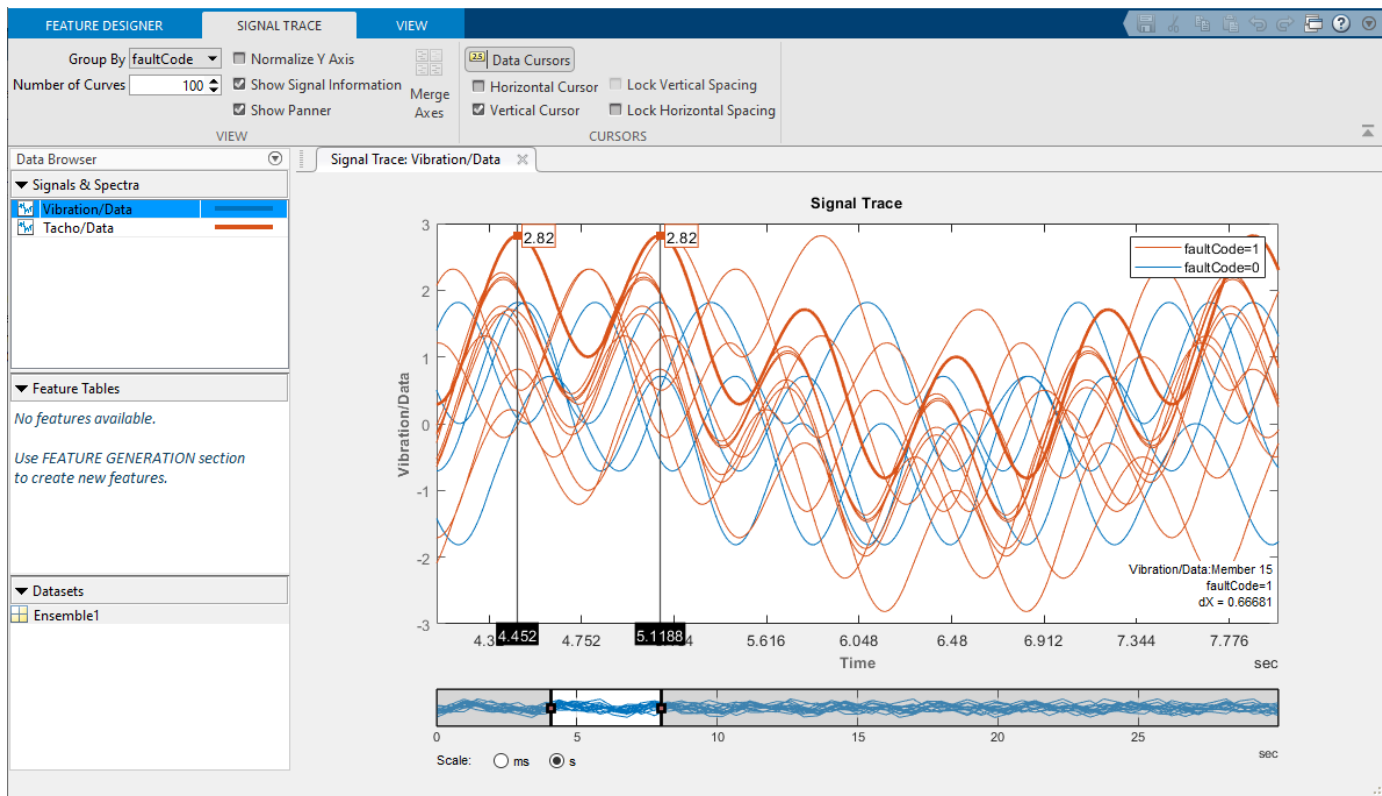 FEATURE DESIGNER SIGNAL TRACE VIEW
Group By faultCode Normalize Y Axis
Number of Curves 100 Show Signal Information
Show Panner
Merge
Axes
VIEW
2.5 Data Cursors
Horizontal Cursor Lock Vertical Spacing
Vertical Cursor Lock Horizontal Spacing
CURSORS
Data Browser
Signals & Spectra
Vibration/Data
Tacho/Data
Feature Tables
No features available.
Use FEATURE GENERATION section
to create new features.
Datasets
Ensemble1
Signal Trace: Vibration/Data
Signal Trace
3
2
1
0
-1
-2
-3
Vibration/Data
2.82 2.82
faultCode=1
faultCode=0
Vibration/Data:Member 15
faultCode=1
dX = 0.66681
4.452 4.752 5.1188 5.616 6.048 6.48 6.912 7.344 7.776
Time
sec
0 5 10 15 20 25
sec
Scale: ms s